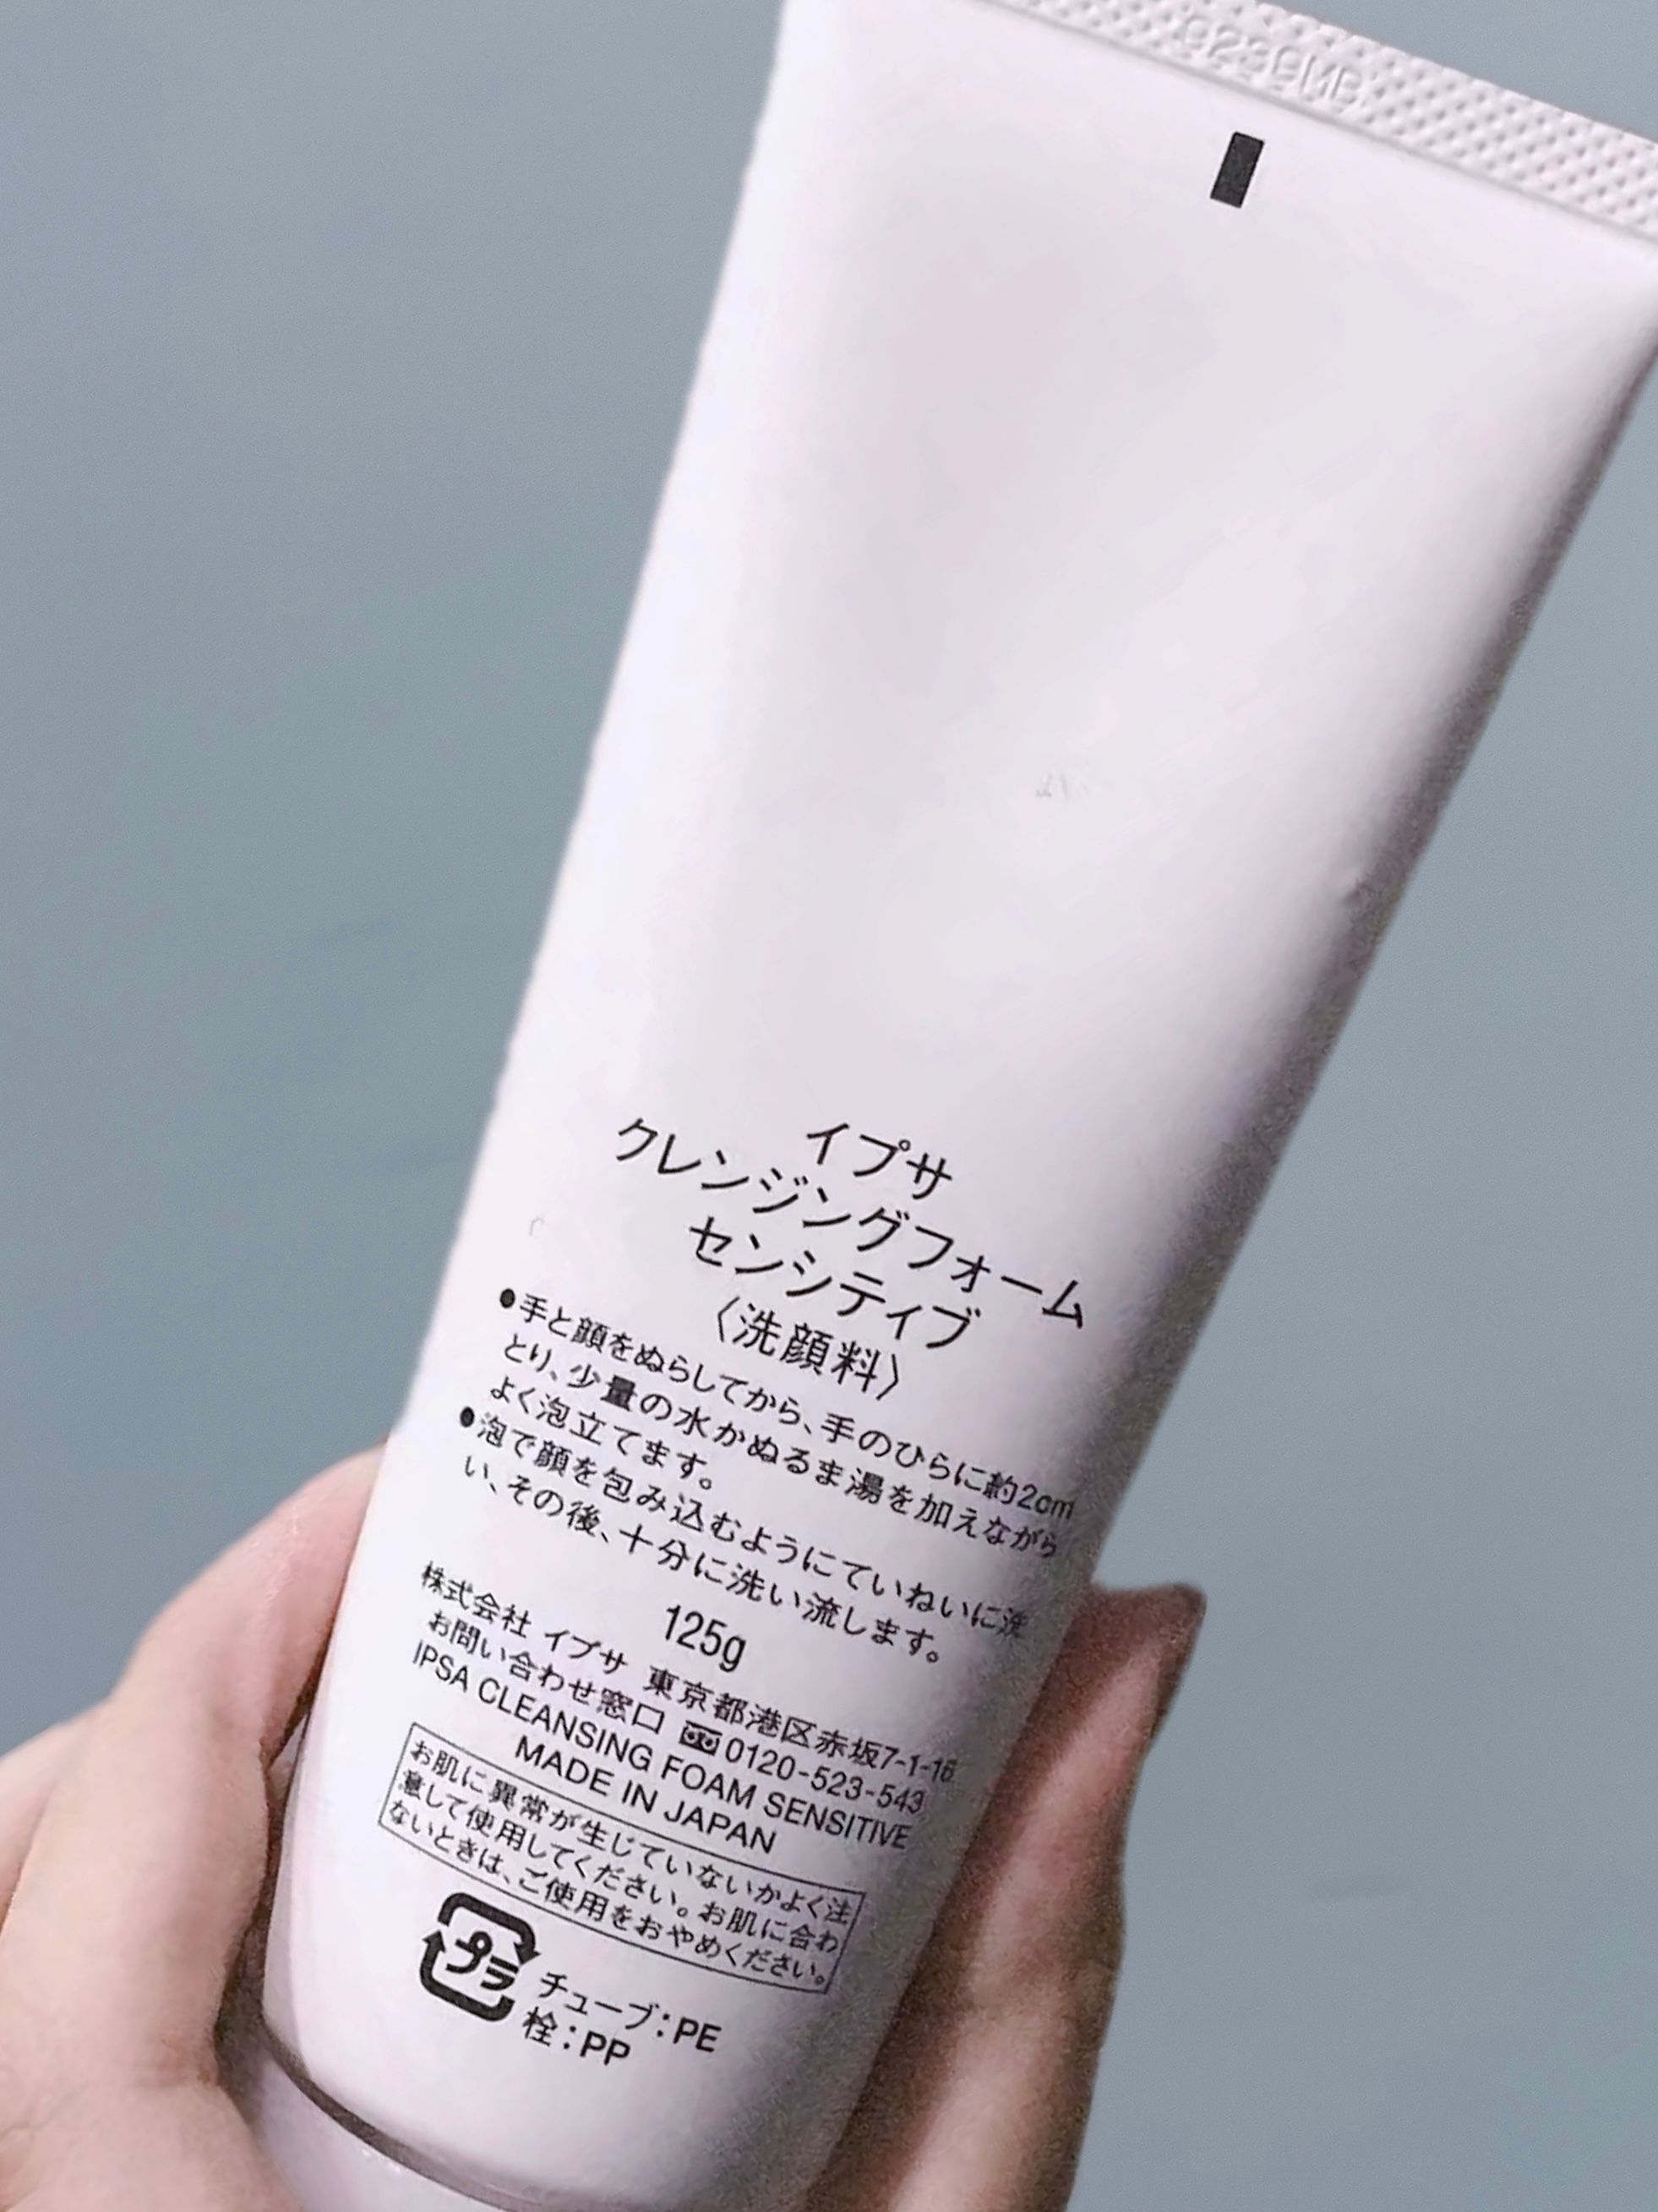 イプサ
クレンジングフォーム
センシティブ
〈洗顔料〉
●手と顔をぬらしてから、手のひらに約2cm
とり、少量の水かぬるま湯を加えながら
よく泡立てます。
●泡で顔を包み込むようにていねいに洗
い、その後、十分に洗い流します。
125g
株式会社 イプサ 東京都港区赤坂7-1-16
お問い合わせ窓口 0120-523-543
IPSA CLEANSING FOAM SENSITIVE
MADE IN JAPAN
お肌に異常が生じていないかよく注
意して使用してください。お肌に合わ
ないときは、ご使用をおやめください。
プラ
チューブ:PE
栓:PP